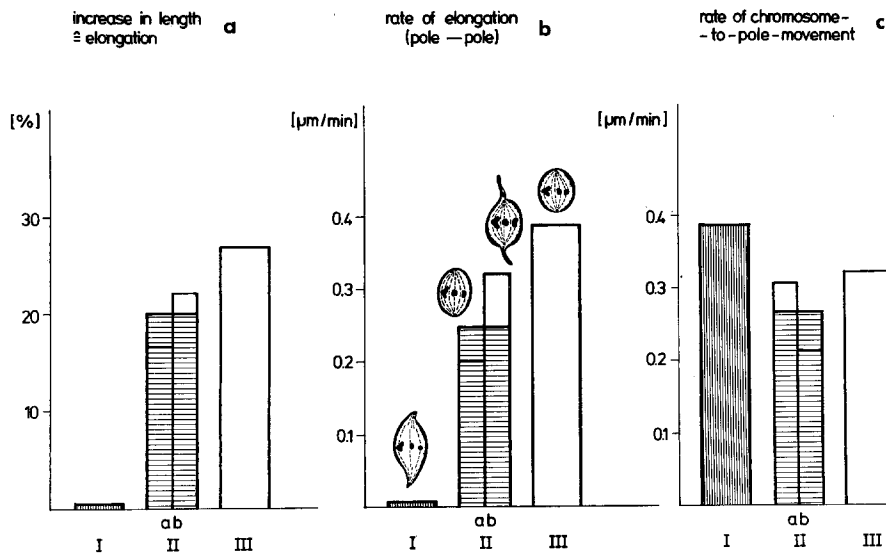 increase in length
≙ elongation
a
[%]
30
20
10
ab
I II III
rate of elongation
(pole — pole)
b
[µm/min]
0.4
0.3
0.2
0.1
ab
I II III
rate of chromosome-
-to-pole-movement
c
[µm/min]
0.4
0.3
0.2
0.1
ab
I II III